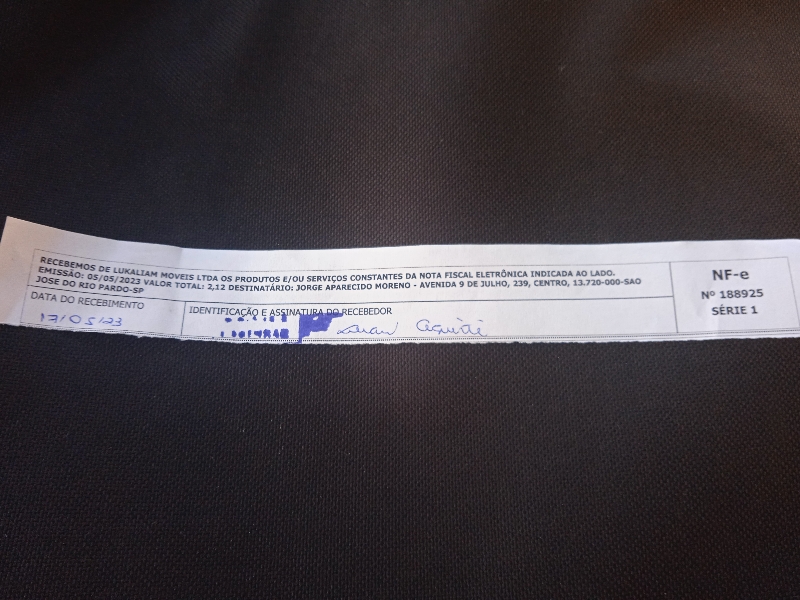 RECEBEMOS DE LUKALIAM MOVEIS LTDA OS PRODUTOS E/OU SERVIÇOS CONSTANTES DA NOTA FISCAL ELETRÔNICA INDICADA AO LADO.
EMISSÃO: 05/05/2023 VALOR TOTAL: 2,12 DESTINATÁRIO: JORGE APARECIDO MORENO - AVENIDA 9 DE JULHO, 239, CENTRO, 13.720-000-SAO
JOSE DO RIO PARDO-SP
DATA DO RECEBIMENTO
17/05/23
IDENTIFICAÇÃO E ASSINATURA DO RECEBEDOR
NF-e
Nº 188925
SÉRIE 1